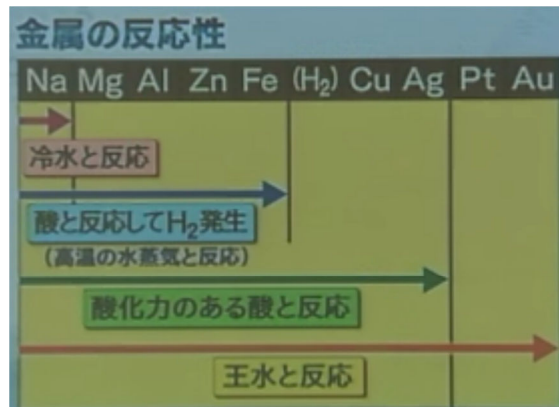 金属の反応性
Na Mg Al Zn Fe (H₂) Cu Ag Pt Au
冷水と反応
酸と反応してH₂発生
(高温の水蒸気と反応)
酸化力のある酸と反応
王水と反応